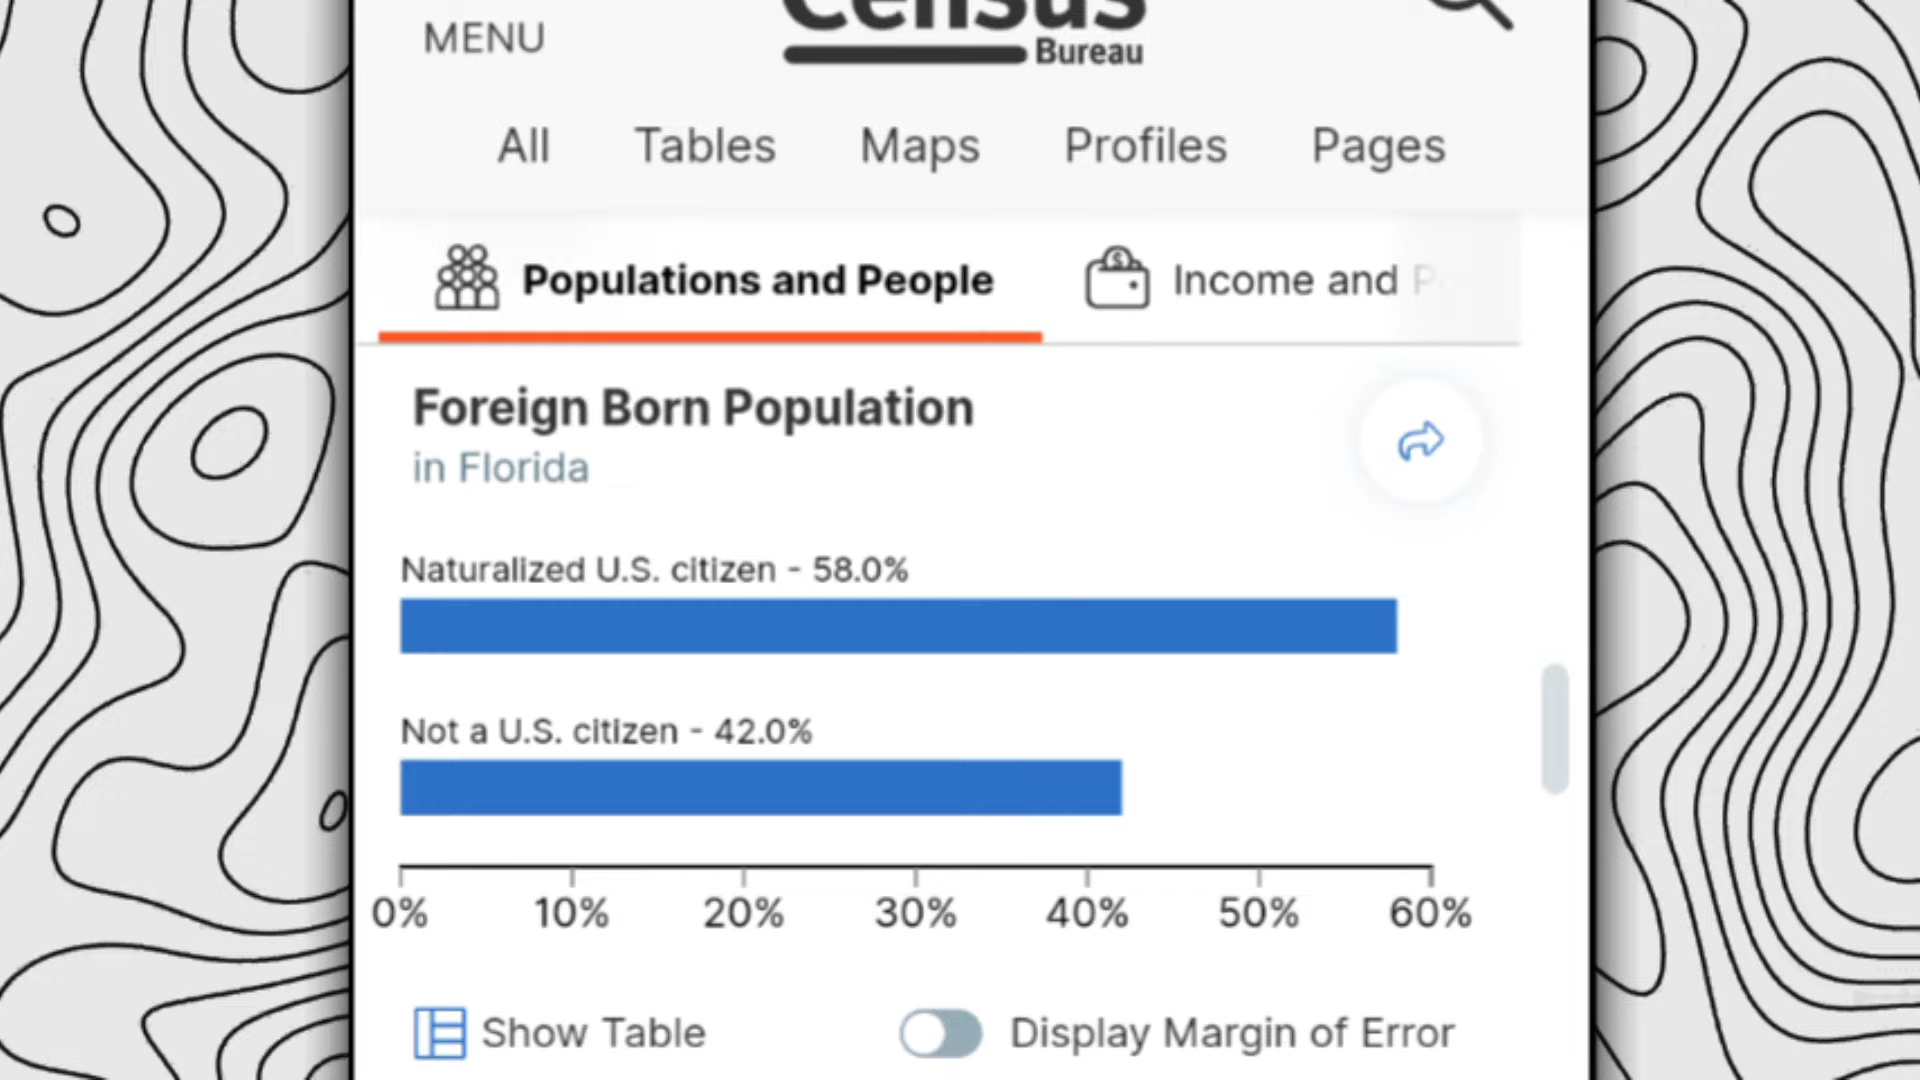 Census
MENU
Bureau
All Tables Maps Profiles Pages
Populations and People Income and
Foreign Born Population
in Florida
Naturalized U.S. citizen - 58.0%
Not a U.S. citizen - 42.0%
0% 10% 20% 30% 40% 50% 60%
Show Table Display Margin of Error